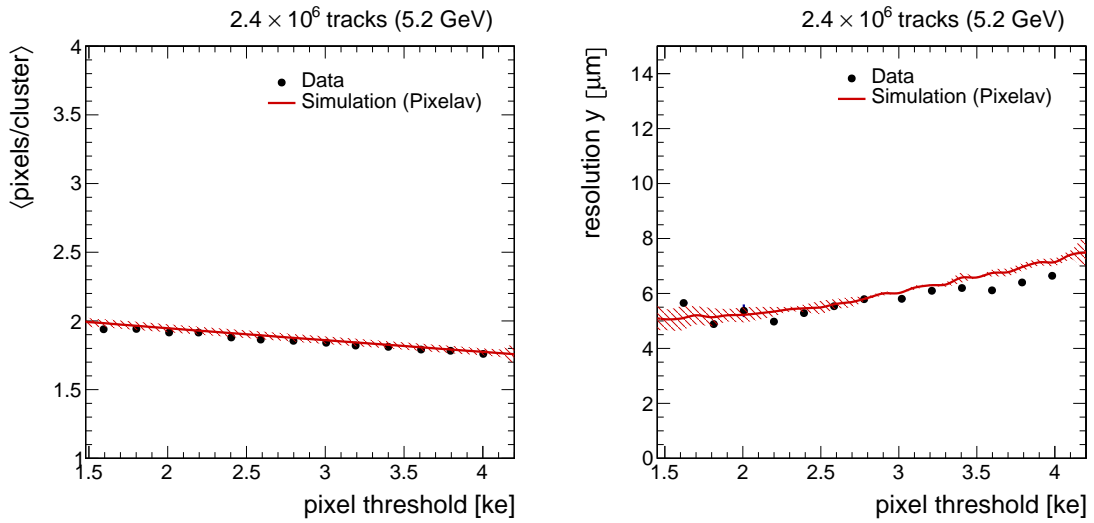 2.4 × 10⁶ tracks (5.2 GeV)
⟨pixels/cluster⟩
4
3.5
3
2.5
2
1.5
1
Data
Simulation (Pixelav)
1.5 2 2.5 3 3.5 4
pixel threshold [ke]
2.4 × 10⁶ tracks (5.2 GeV)
resolution y [μm]
14
12
10
8
6
4
2
0
Data
Simulation (Pixelav)
1.5 2 2.5 3 3.5 4
pixel threshold [ke]